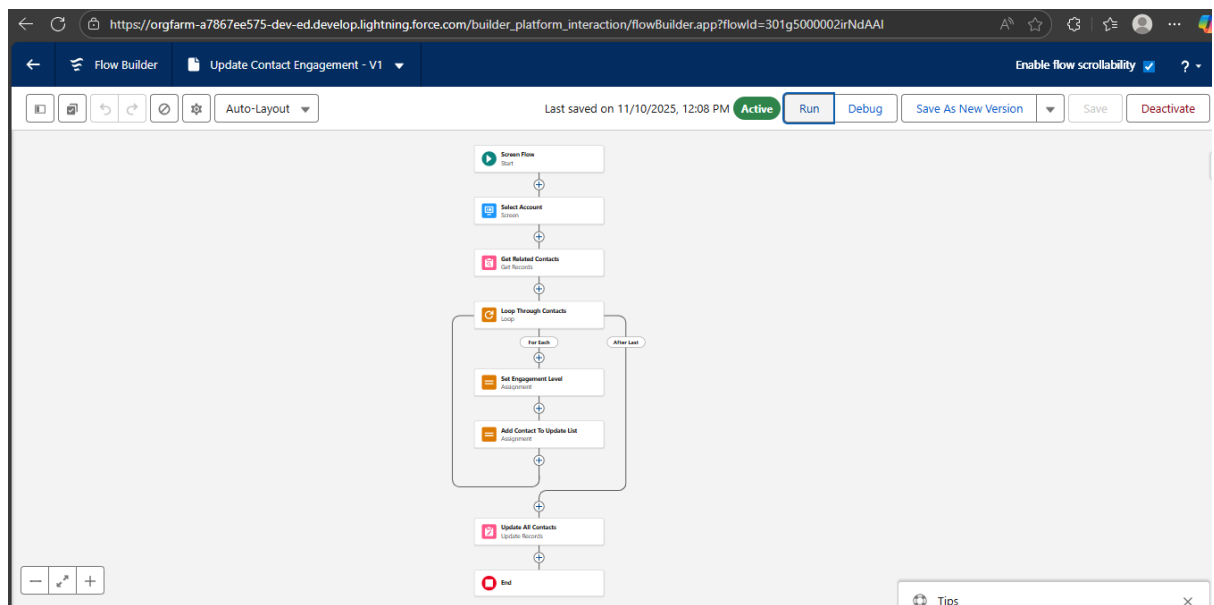 https://orgfarm-a7867ee575-dev-ed.develop.lightning.force.com/builder_platform_interaction/flowBuilder.app?flowId=301g5000002irNdAAI
Flow Builder Update Contact Engagement - V1 Enable flow scrollability ?
Auto-Layout Last saved on 11/10/2025, 12:08 PM Active Run Debug Save As New Version Save Deactivate
Screen Flow
Start
Select Account
Screen
Get Related Contacts
Get Records
Loop Through Contacts
Loop
For Each After Last
Set Engagement Level
Assignment
Add Contact To Update List
Assignment
Update All Contacts
Update Records
End
Tips